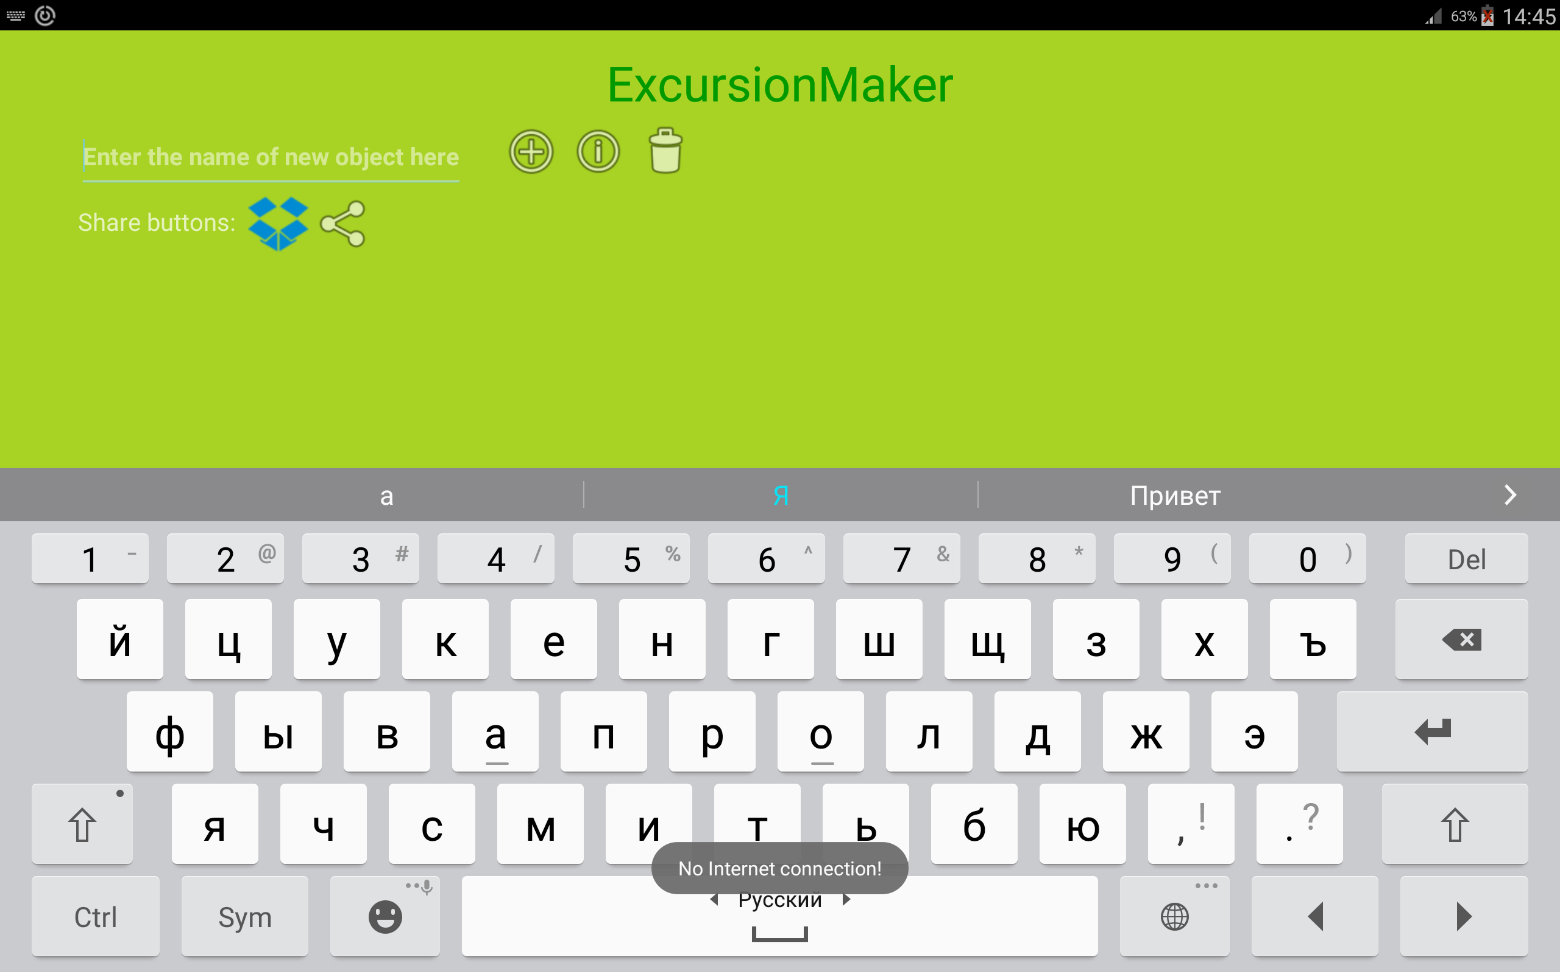 63% 14:45
ExcursionMaker
Enter the name of new object here
Share buttons:
а Я Привет
1 - 2 @ 3 # 4 / 5 % 6 ^ 7 & 8 * 9 ( 0 ) Del
й ц у к е н г ш щ з х ъ
ф ы в а п р о л д ж э
я ч с м и т ь б ю , ! . ?
No Internet connection!
Ctrl Sym Русский